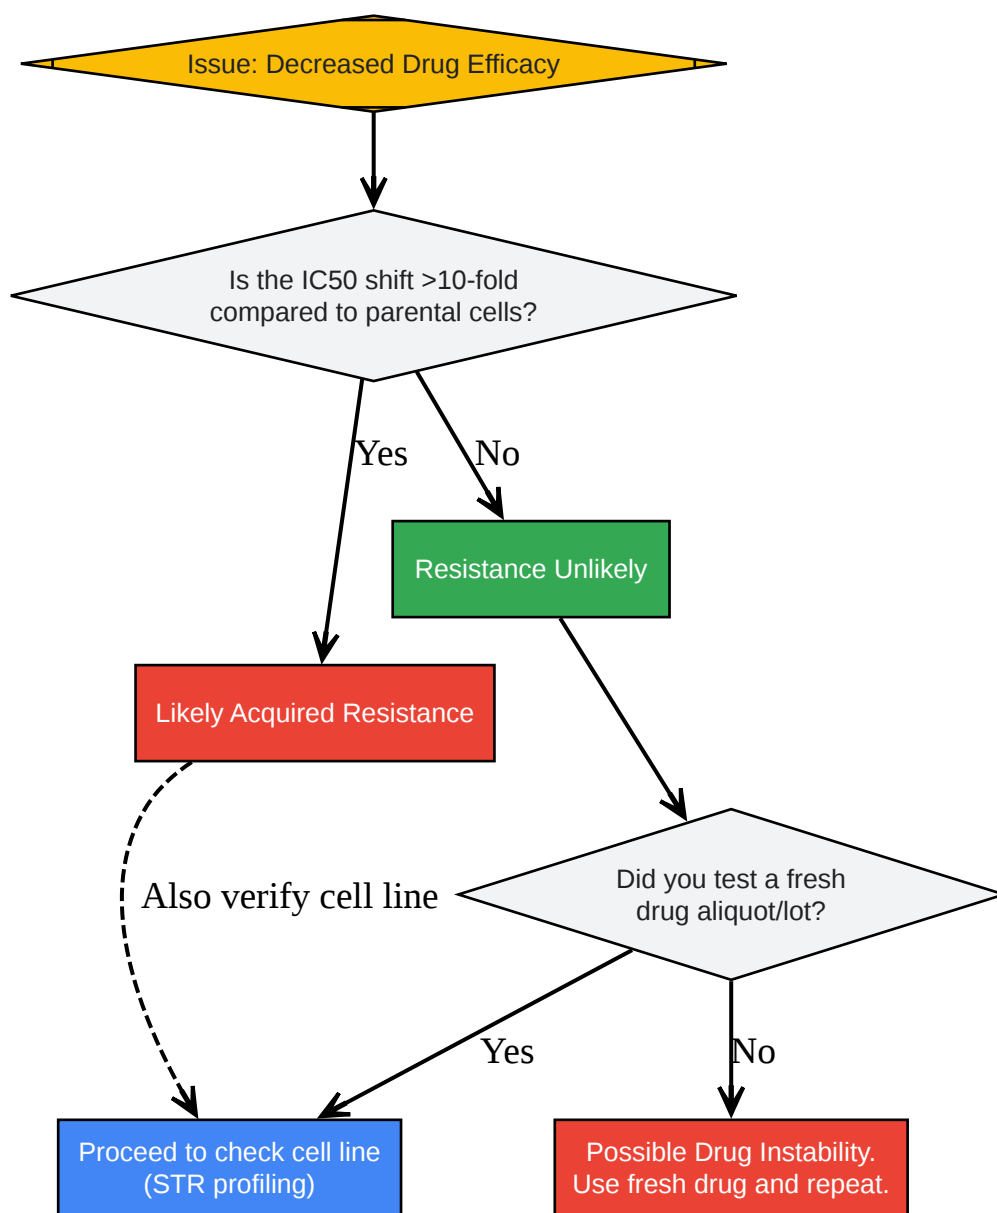 Issue: Decreased Drug Efficacy
Is the IC50 shift >10-fold
compared to parental cells?
Yes
No
Resistance Unlikely
Likely Acquired Resistance
Also verify cell line
Did you test a fresh
drug aliquot/lot?
Yes
No
Proceed to check cell line
(STR profiling)
Possible Drug Instability.
Use fresh drug and repeat.